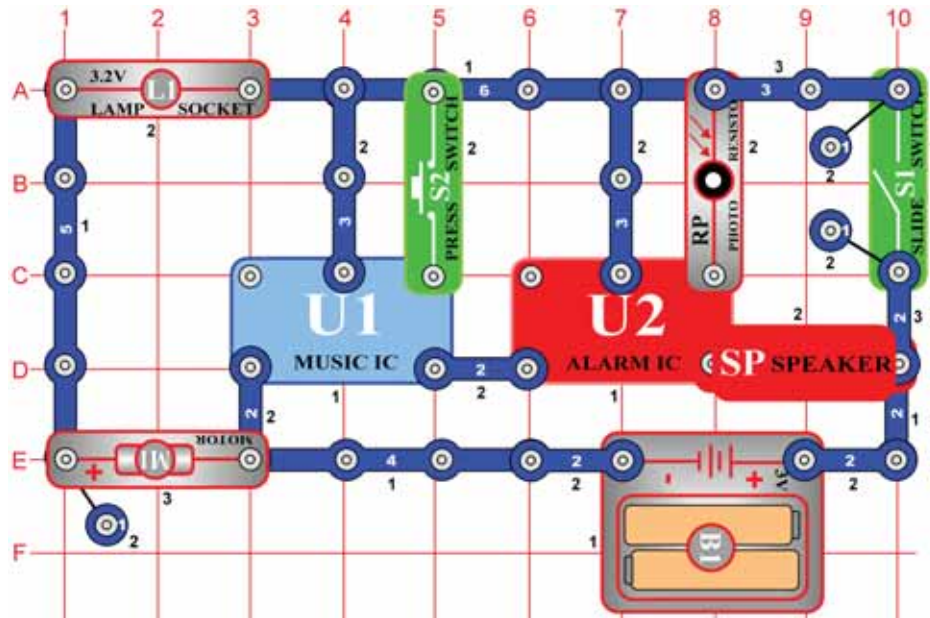 1 2 3 4 5 6 7 8 9 10
A
3.2V
L1
LAMP SOCKET
2
1
6
3
3
2
3
S2
PRESS SWITCH
2
2
3
RP
PHOTO RESISTOR
2
1
2
1
2
S1
SLIDE SWITCH
B
5
1
C
U1
MUSIC IC
1
U2
ALARM IC
1
2
SP SPEAKER
2
3
D
2
2
2
2
2
1
E
M1
MOTOR
+
3
1
2
4
1
2
2
- +
3V
B1
1
2
2
F